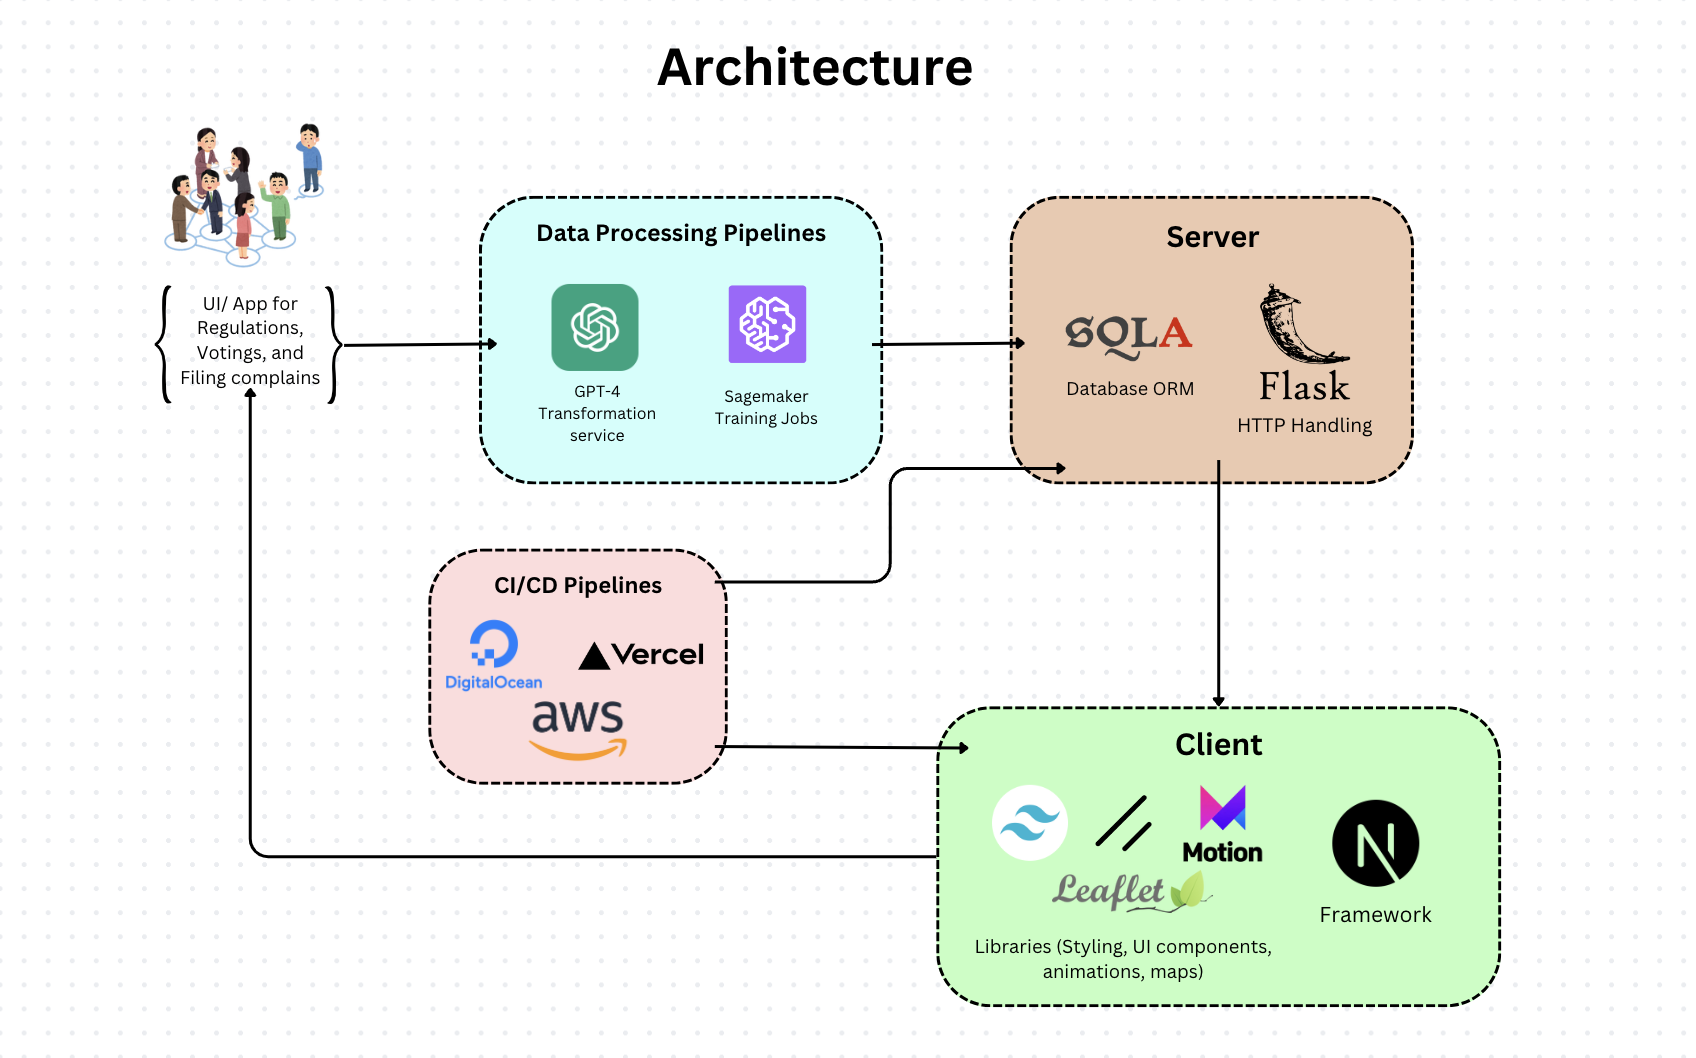 Architecture
UI/ App for
Regulations,
Votings, and
Filing complains
Data Processing Pipelines
GPT-4
Transformation
service
Sagemaker
Training Jobs
Server
SQLA
Database ORM
Flask
HTTP Handling
CI/CD Pipelines
DigitalOcean
Vercel
aws
Client
Motion
Leaflet
Libraries (Styling, UI components,
animations, maps)
N
Framework